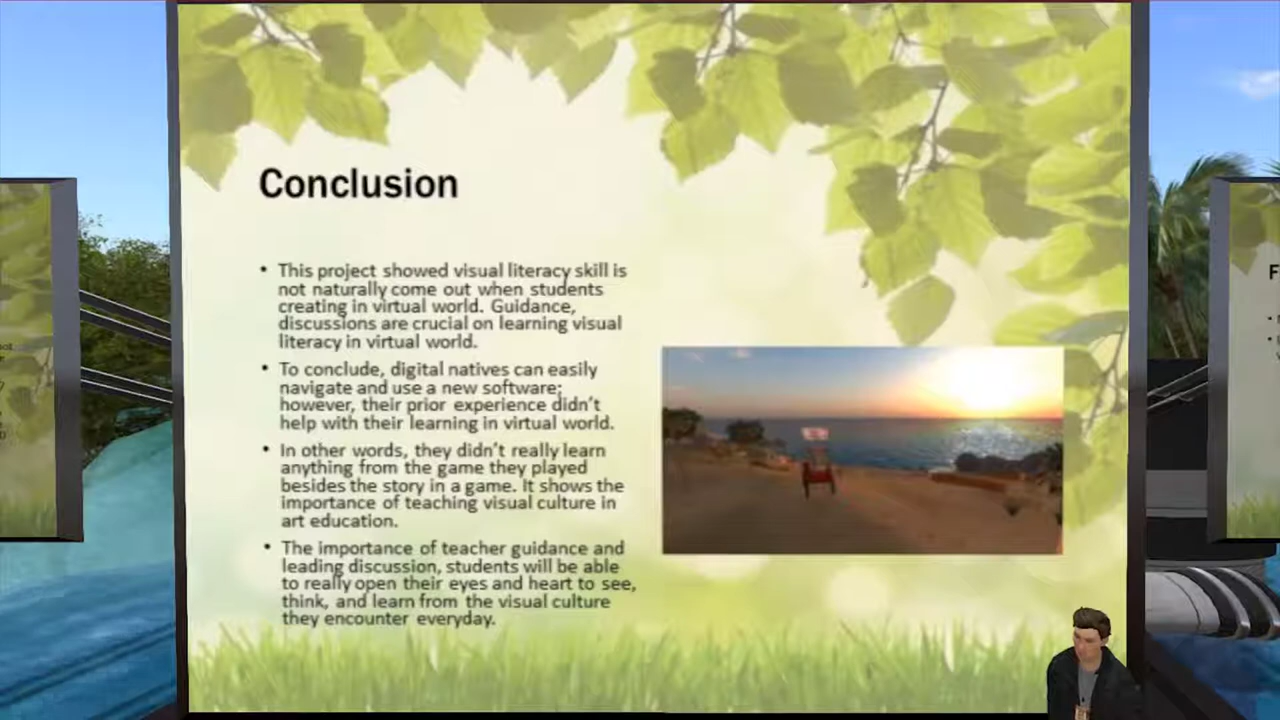 Conclusion
• This project showed visual literacy skill is
not naturally come out when students
creating in virtual world. Guidance,
discussions are crucial on learning visual
literacy in virtual world.
• To conclude, digital natives can easily
navigate and use a new software;
however, their prior experience didn't
help with their learning in virtual world.
• In other words, they didn't really learn
anything from the game they played
besides the story in a game. It shows the
importance of teaching visual culture in
art education.
• The importance of teacher guidance and
leading discussion, students will be able
to really open their eyes and heart to see,
think, and learn from the visual culture
they encounter everyday.